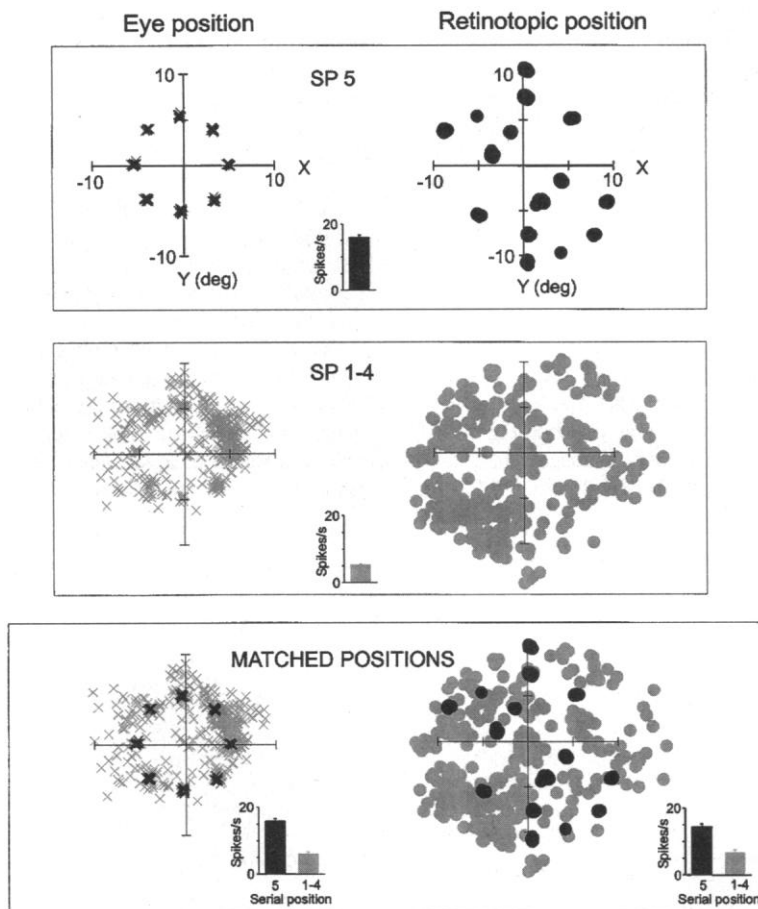 Eye position Retinotopic position
SP 5
10 10
-10 10 X -10 10 X
20
Spikes/s
0
-10 -10
Y (deg) Y (deg)
SP 1-4
20
Spikes/s
0
MATCHED POSITIONS
20 20
Spikes/s Spikes/s
0 0
5 1-4 5 1-4
Serial position Serial position